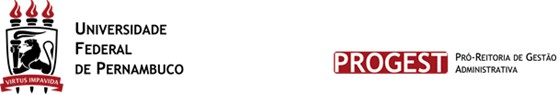 UNIVERSIDADE
FEDERAL
DE PERNAMBUCO
VIRTUS IMPAVIDA
PROGEST
PRÓ-REITORIA DE GESTÃO
ADMINISTRATIVA